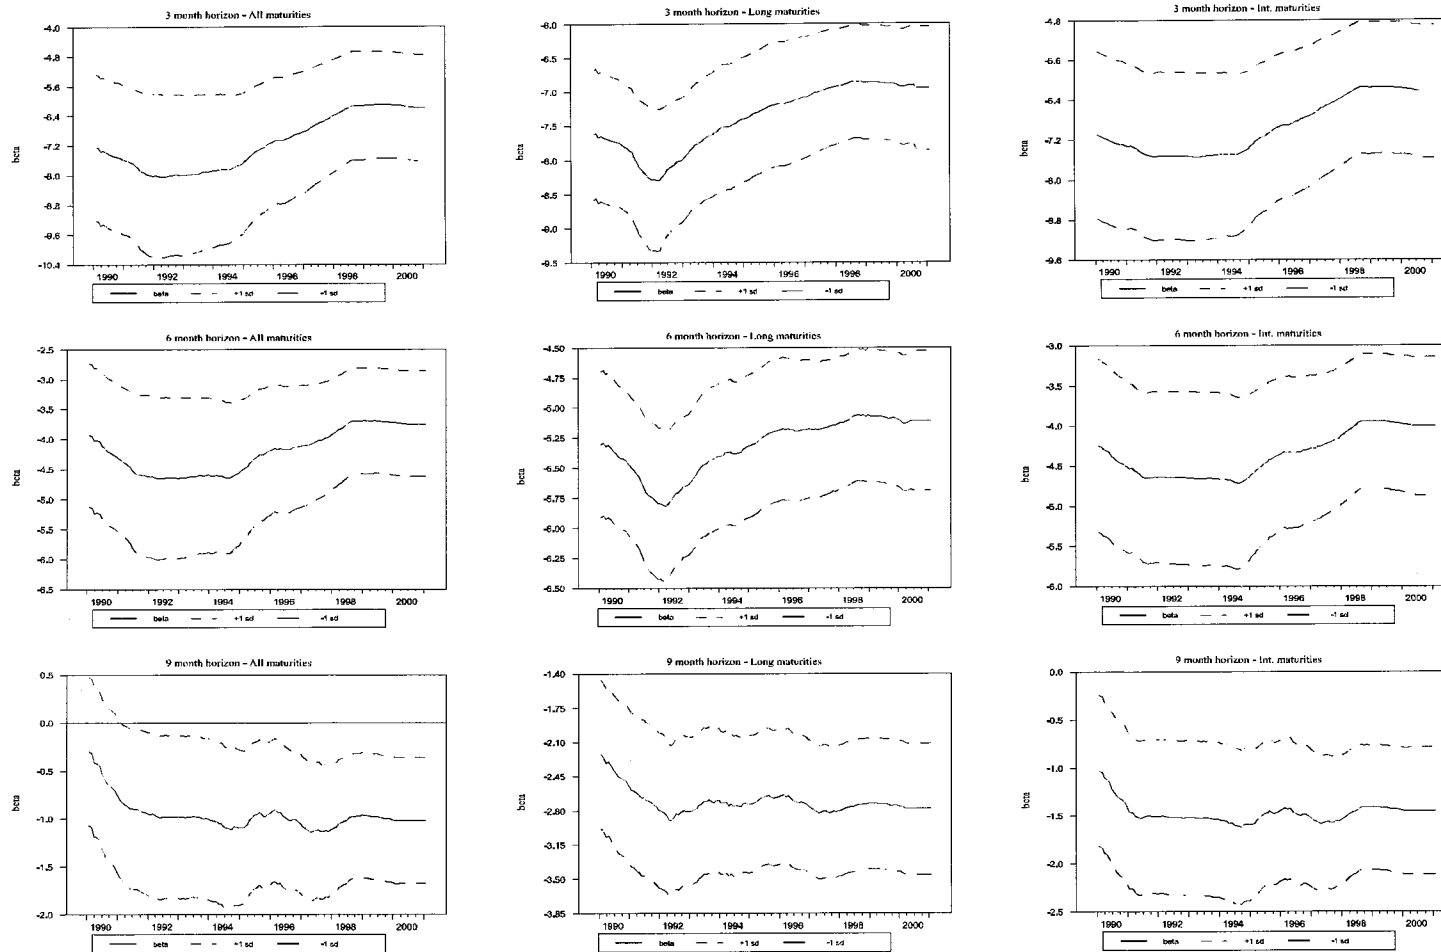 3 month horizon - All maturities
-4.0
-4.8
-5.6
-6.4
-7.2
-8.0
-8.8
-9.6
-10.4
beta
1990 1992 1994 1996 1998 2000
beta +1 sd -1 sd
3 month horizon - Long maturities
-6.0
-6.5
-7.0
-7.5
-8.0
-8.5
-9.0
-9.5
beta
1990 1992 1994 1996 1998 2000
beta +1 sd -1 sd
3 month horizon - Int. maturities
-4.8
-5.6
-6.4
-7.2
-8.0
-8.8
-9.6
beta
1990 1992 1994 1996 1998 2000
beta +1 sd -1 sd
6 month horizon - All maturities
-2.5
-3.0
-3.5
-4.0
-4.5
-5.0
-5.5
-6.0
-6.5
beta
1990 1992 1994 1996 1998 2000
beta +1 sd -1 sd
6 month horizon - Long maturities
-4.50
-4.75
-5.00
-5.25
-5.50
-5.75
-6.00
-6.25
-6.50
beta
1990 1992 1994 1996 1998 2000
beta +1 sd -1 sd
6 month horizon - Int. maturities
-3.0
-3.5
-4.0
-4.5
-5.0
-5.5
-6.0
beta
1990 1992 1994 1996 1998 2000
beta +1 sd -1 sd
9 month horizon - All maturities
0.5
0.0
-0.5
-1.0
-1.5
-2.0
beta
1990 1992 1994 1996 1998 2000
beta +1 sd -1 sd
9 month horizon - Long maturities
-1.40
-1.75
-2.10
-2.45
-2.80
-3.15
-3.50
-3.85
beta
1990 1992 1994 1996 1998 2000
beta +1 sd -1 sd
9 month horizon - Int. maturities
0.0
-0.5
-1.0
-1.5
-2.0
-2.5
beta
1990 1992 1994 1996 1998 2000
beta +1 sd -1 sd